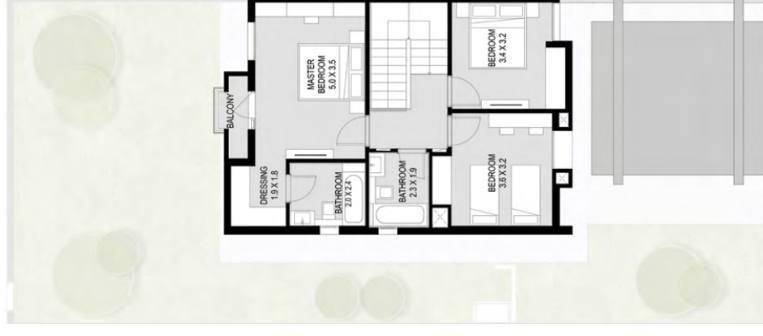 MASTER
BEDROOM
5.0 X 3.5
BALCONY
DRESSING
1.9 X 1.8
BATHROOM
2.0 X 2.4
BATHROOM
2.3 X 1.9
BEDROOM
3.4 X 3.2
BEDROOM
3.6 X 3.2